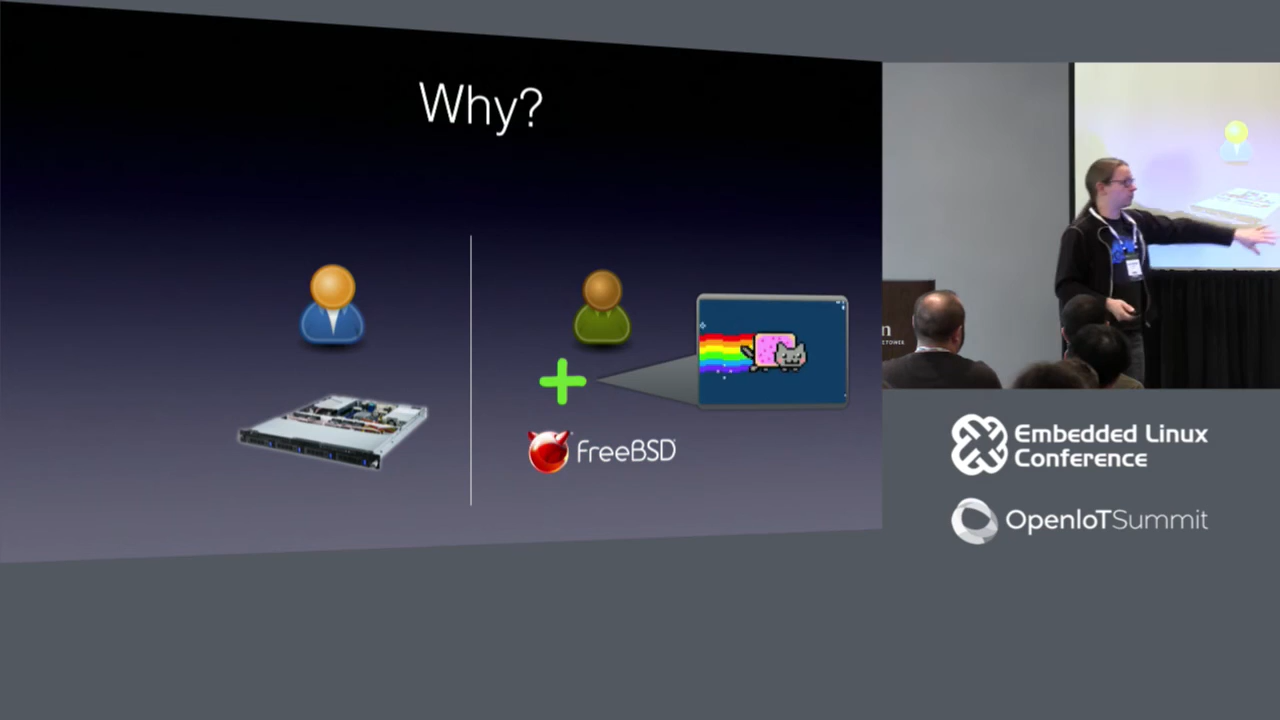 Why?
FreeBSD
Embedded Linux
Conference
OpenIoTSummit